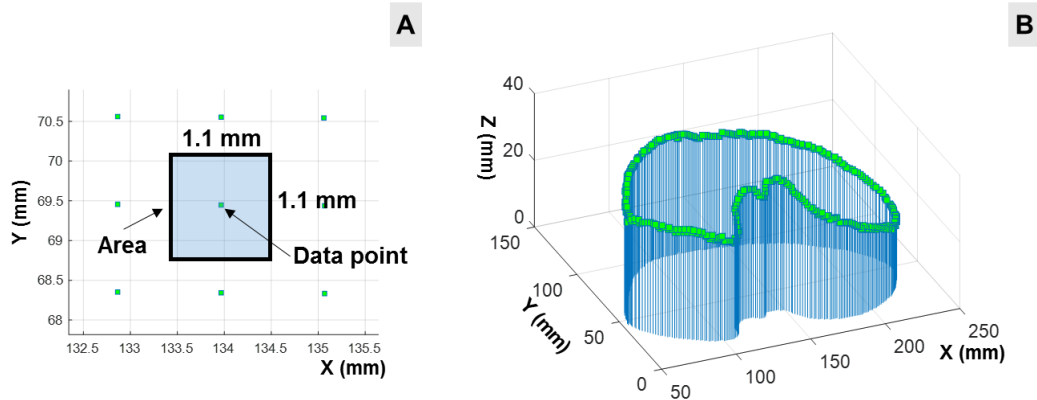 A
1.1 mm
1.1 mm
Area
Data point
Y (mm)
70.5
70
69.5
69
68.5
68
132.5 133 133.5 134 134.5 135 135.5
X (mm)
B
Z (mm)
40
20
0
150
100
50
0
Y (mm)
50
100
150
200
250
X (mm)